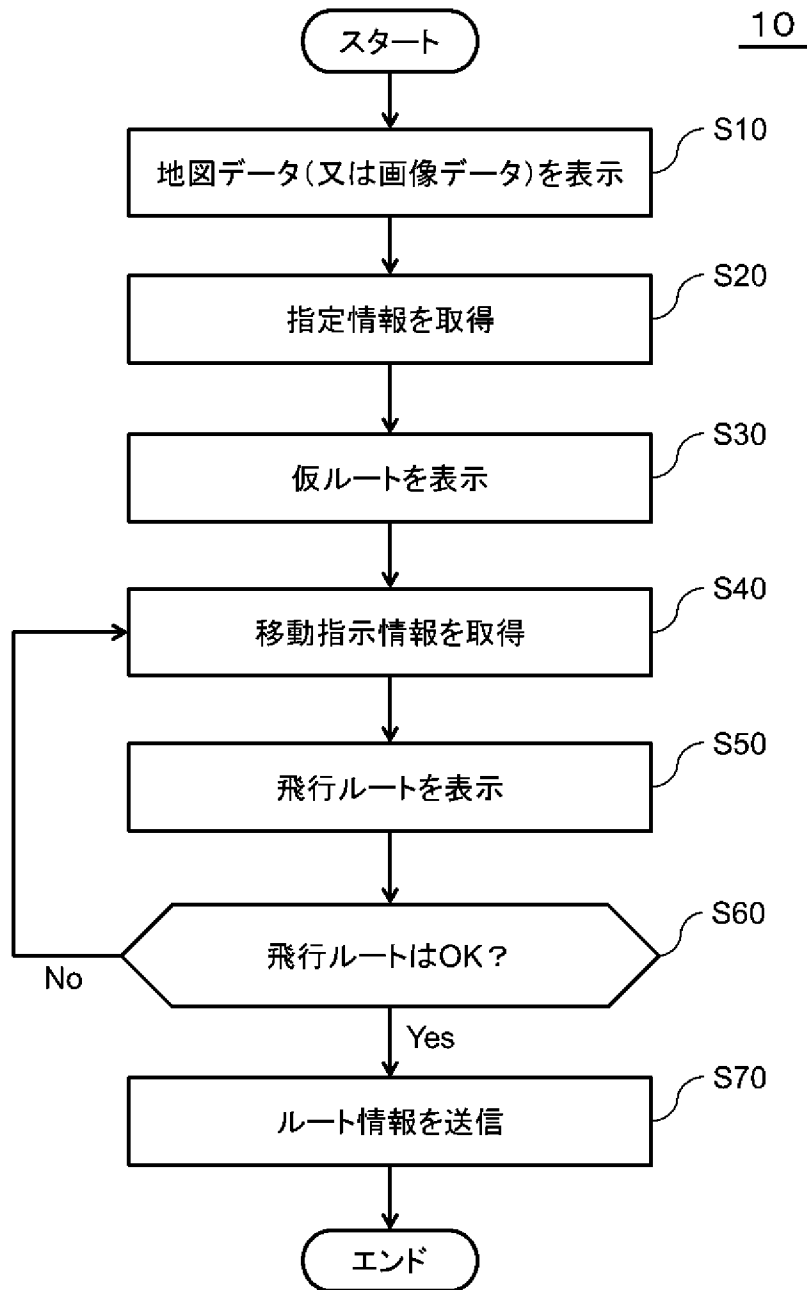 10
スタート
S10
地図データ(又は画像データ)を表示
S20
指定情報を取得
S30
仮ルートを表示
S40
移動指示情報を取得
S50
飛行ルートを表示
S60
飛行ルートはOK?
No
Yes
S70
ルート情報を送信
エンド